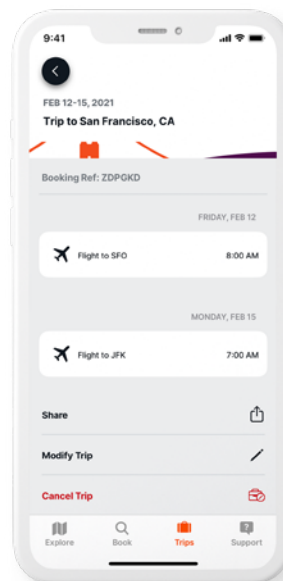 9:41
FEB 12-15, 2021
Trip to San Francisco, CA
Booking Ref: ZDPGKD
FRIDAY, FEB 12
Flight to SFO 8:00 AM
MONDAY, FEB 15
Flight to JFK 7:00 AM
Share
Modify Trip
Cancel Trip
Explore Book Trips Support